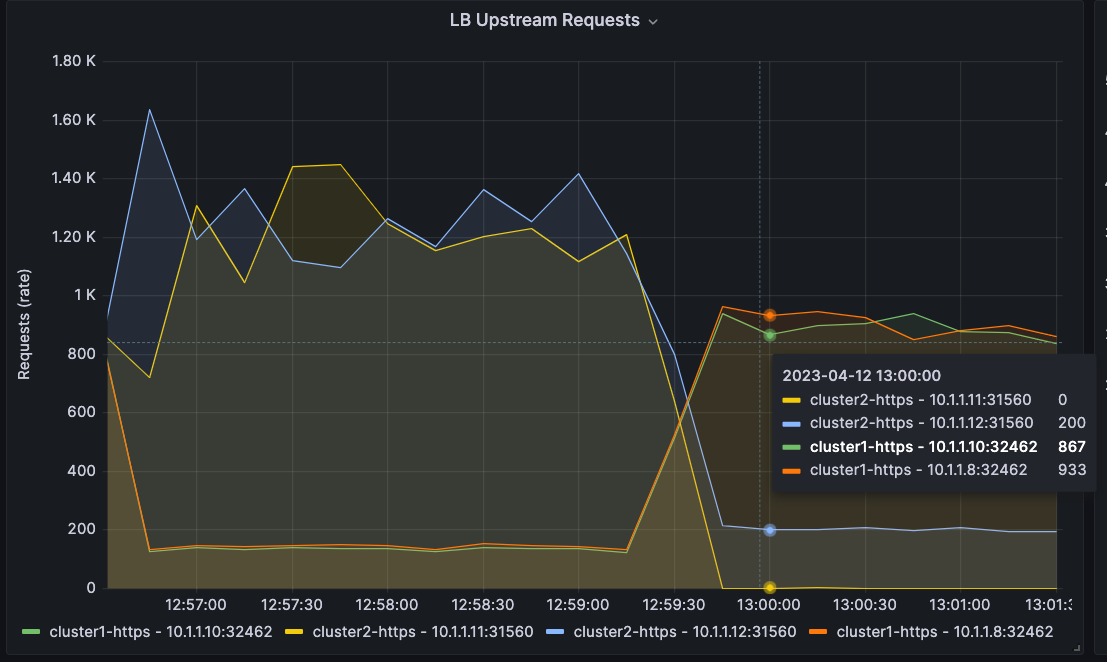 LB Upstream Requests
1.80 K
1.60 K
1.40 K
1.20 K
1 K
800
600
400
200
0
Requests (rate)
2023-04-12 13:00:00
cluster2-https - 10.1.1.11:31560 0
cluster2-https - 10.1.1.12:31560 200
cluster1-https - 10.1.1.10:32462 867
cluster1-https - 10.1.1.8:32462 933
12:57:00 12:57:30 12:58:00 12:58:30 12:59:00 12:59:30 13:00:00 13:00:30 13:01:00
cluster1-https - 10.1.1.10:32462 cluster2-https - 10.1.1.11:31560 cluster2-https - 10.1.1.12:31560 cluster1-https - 10.1.1.8:32462